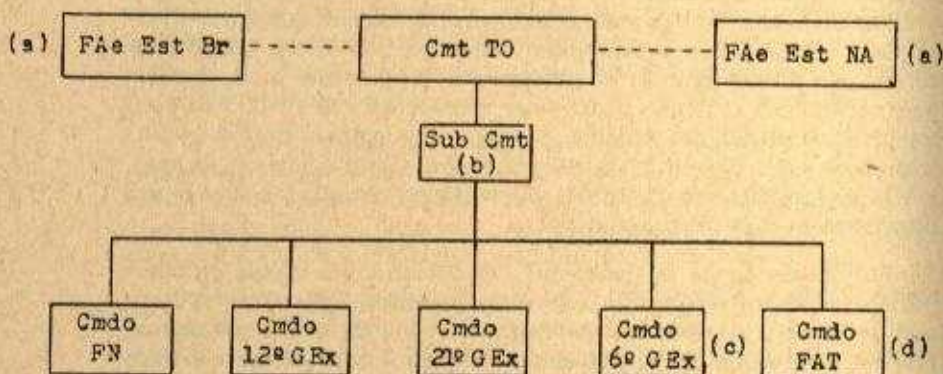 (a) FAe Est Br Cmt TO FAe Est NA (a)
Sub Cmt
(b)
Cmdo
FN
Cmdo
12º GEx
Cmdo
21º GEx
Cmdo
6º GEx (c)
Cmdo
FAT (d)